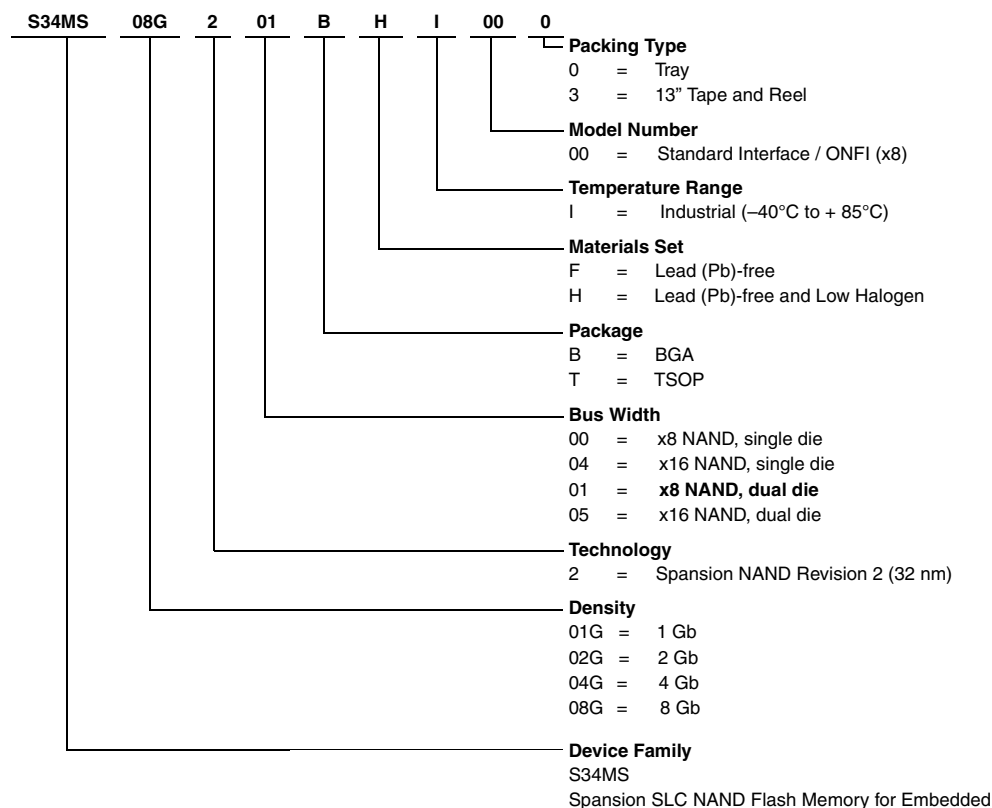 S34MS 08G 2 01 B H I 00 0
Packing Type
0 = Tray
3 = 13” Tape and Reel
Model Number
00 = Standard Interface / ONFI (x8)
Temperature Range
I = Industrial (–40°C to + 85°C)
Materials Set
F = Lead (Pb)-free
H = Lead (Pb)-free and Low Halogen
Package
B = BGA
T = TSOP
Bus Width
00 = x8 NAND, single die
04 = x16 NAND, single die
01 = x8 NAND, dual die
05 = x16 NAND, dual die
Technology
2 = Spansion NAND Revision 2 (32 nm)
Density
01G = 1 Gb
02G = 2 Gb
04G = 4 Gb
08G = 8 Gb
Device Family
S34MS
Spansion SLC NAND Flash Memory for Embedded